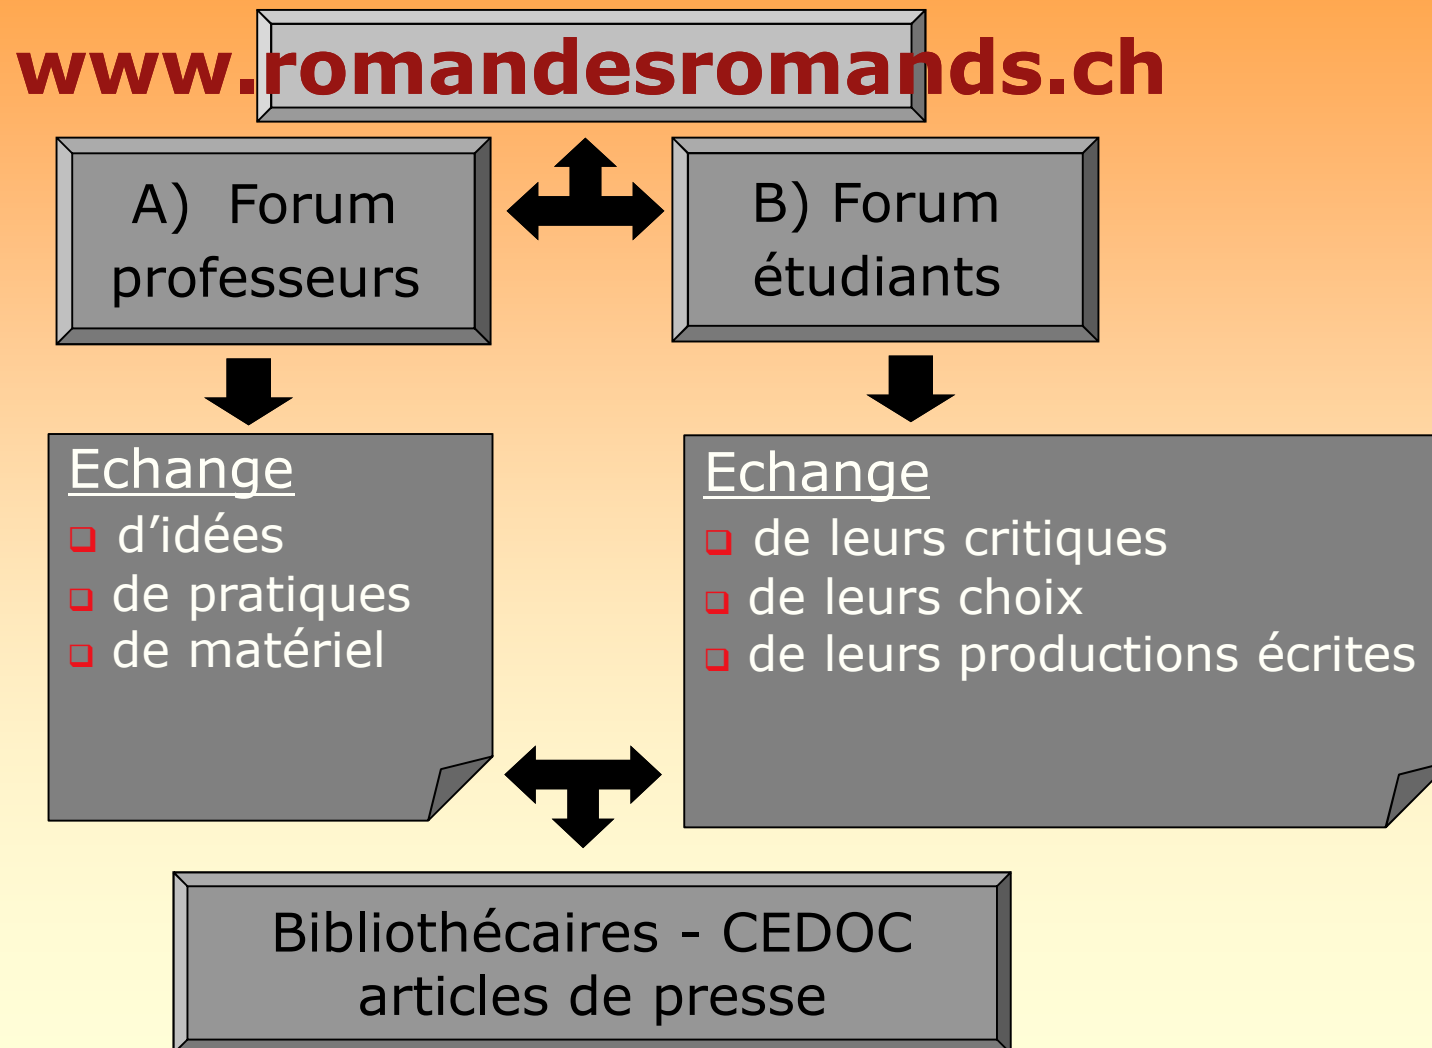 www.romandesromands.ch
A) Forum
professeurs
B) Forum
étudiants
Echange
d’idées
de pratiques
de matériel
Echange
de leurs critiques
de leurs choix
de leurs productions écrites
Bibliothécaires - CEDOC
articles de presse